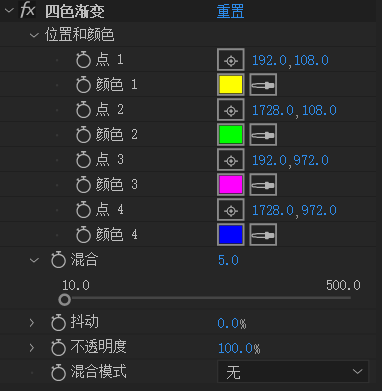 fx 四色渐变 重置
位置和颜色
点 1 192.0,108.0
颜色 1
点 2 1728.0,108.0
颜色 2
点 3 192.0,972.0
颜色 3
点 4 1728.0,972.0
颜色 4
混合 5.0
10.0 500.0
抖动 0.0%
不透明度 100.0%
混合模式 无